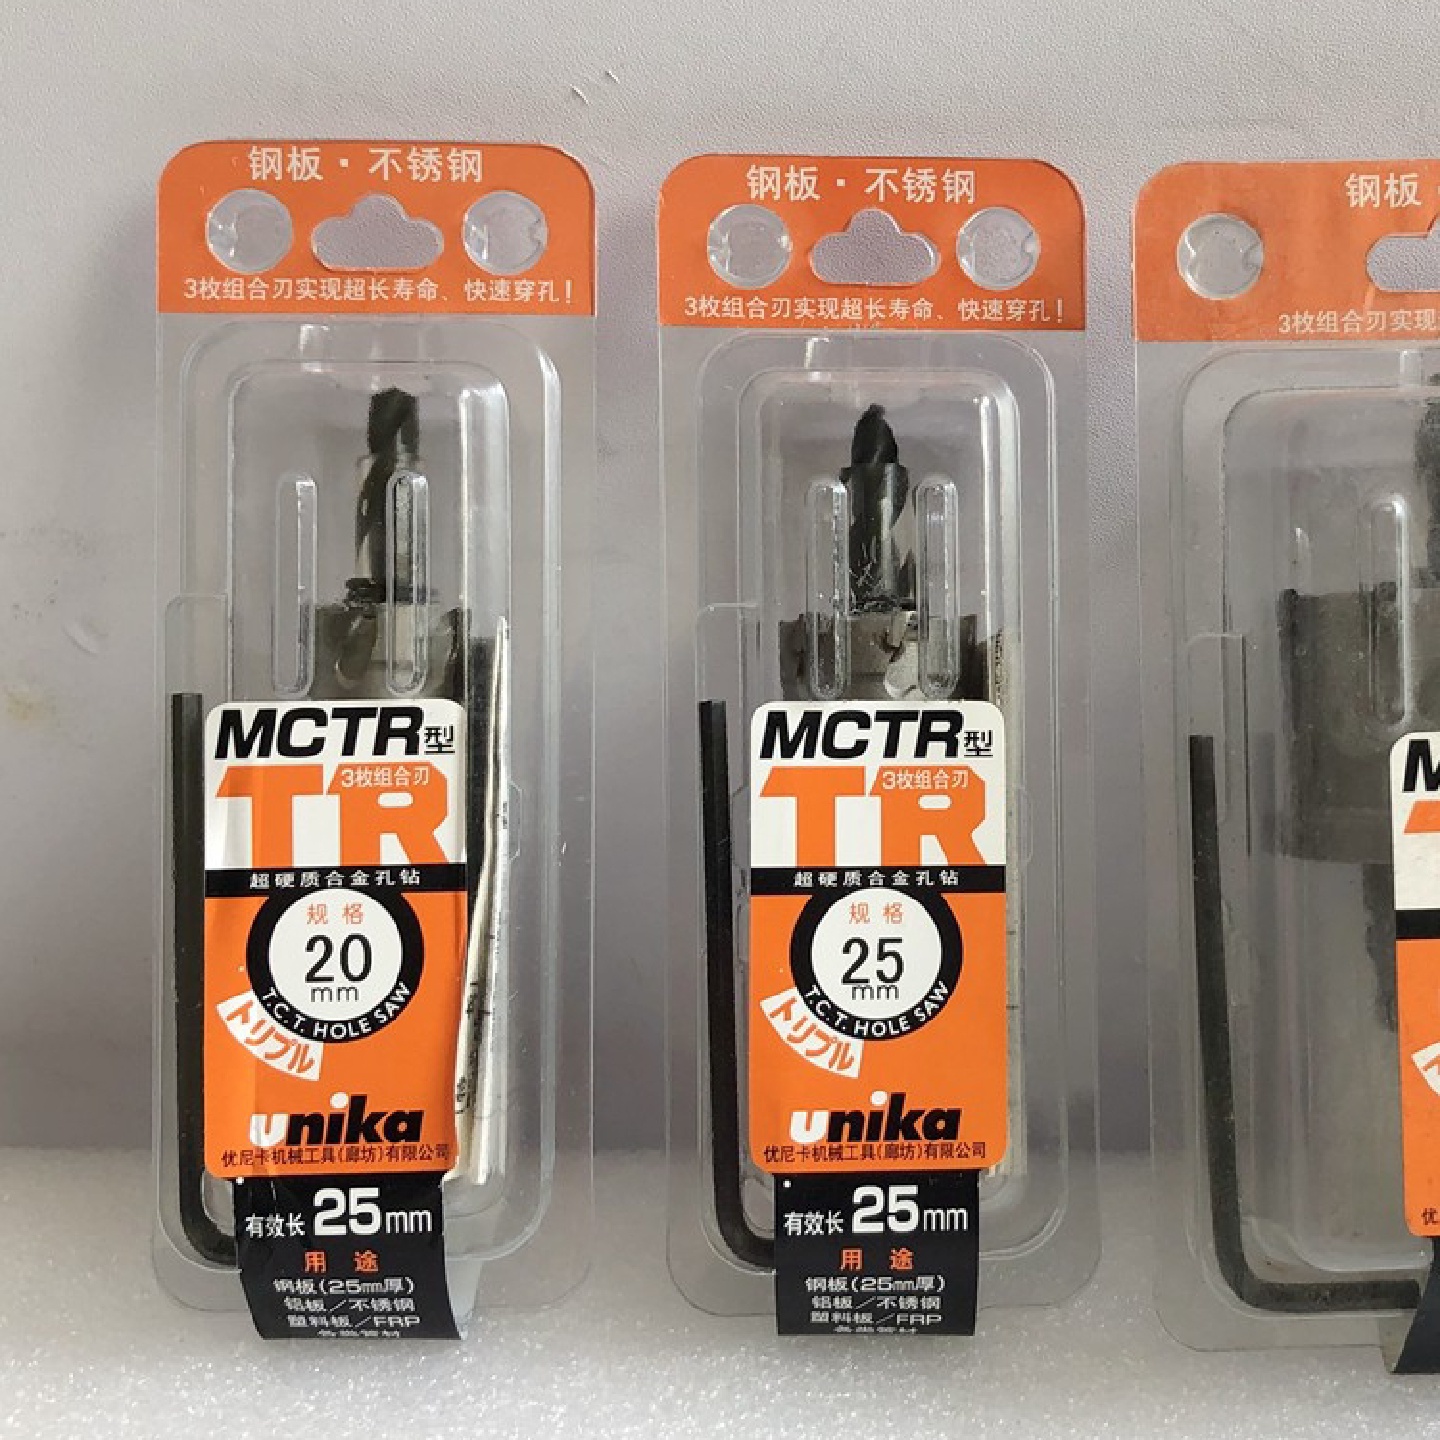 钢板·不锈钢
3枚组合刃实现超长寿命、快速穿孔!
MCTR型
3枚组合刃
TR
超硬质合金孔钻
规格
20
mm
T.C.T. HOLE SAW
トリプル
unika
优尼卡机械工具(廊坊)有限公司
有效长 25mm
用途
钢板(25mm厚)
铝板/不锈钢
塑料板/FRP
钢板·不锈钢
3枚组合刃实现超长寿命、快速穿孔!
MCTR型
3枚组合刃
TR
超硬质合金孔钻
规格
25
mm
T.C.T. HOLE SAW
トリプル
unika
优尼卡机械工具(廊坊)有限公司
有效长 25mm
用途
钢板(25mm厚)
铝板/不锈钢
塑料板/FRP
钢板·
3枚组合刃实现
M
优